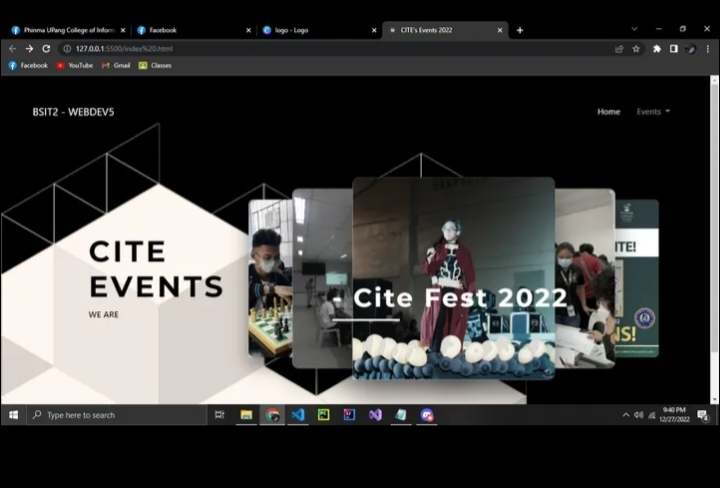 Phinma UPang College of Inform
Facebook
logo - Logo
CITE's Events 2022
127.0.0.1:5500/index%20.html
Facebook
YouTube
Gmail
Classes
BSIT2 - WEBDEV5
Home
Events
CITE
EVENTS
WE ARE
- Cite Fest 2022
ITE!
NS!
Type here to search
9:40 PM
12/27/2022